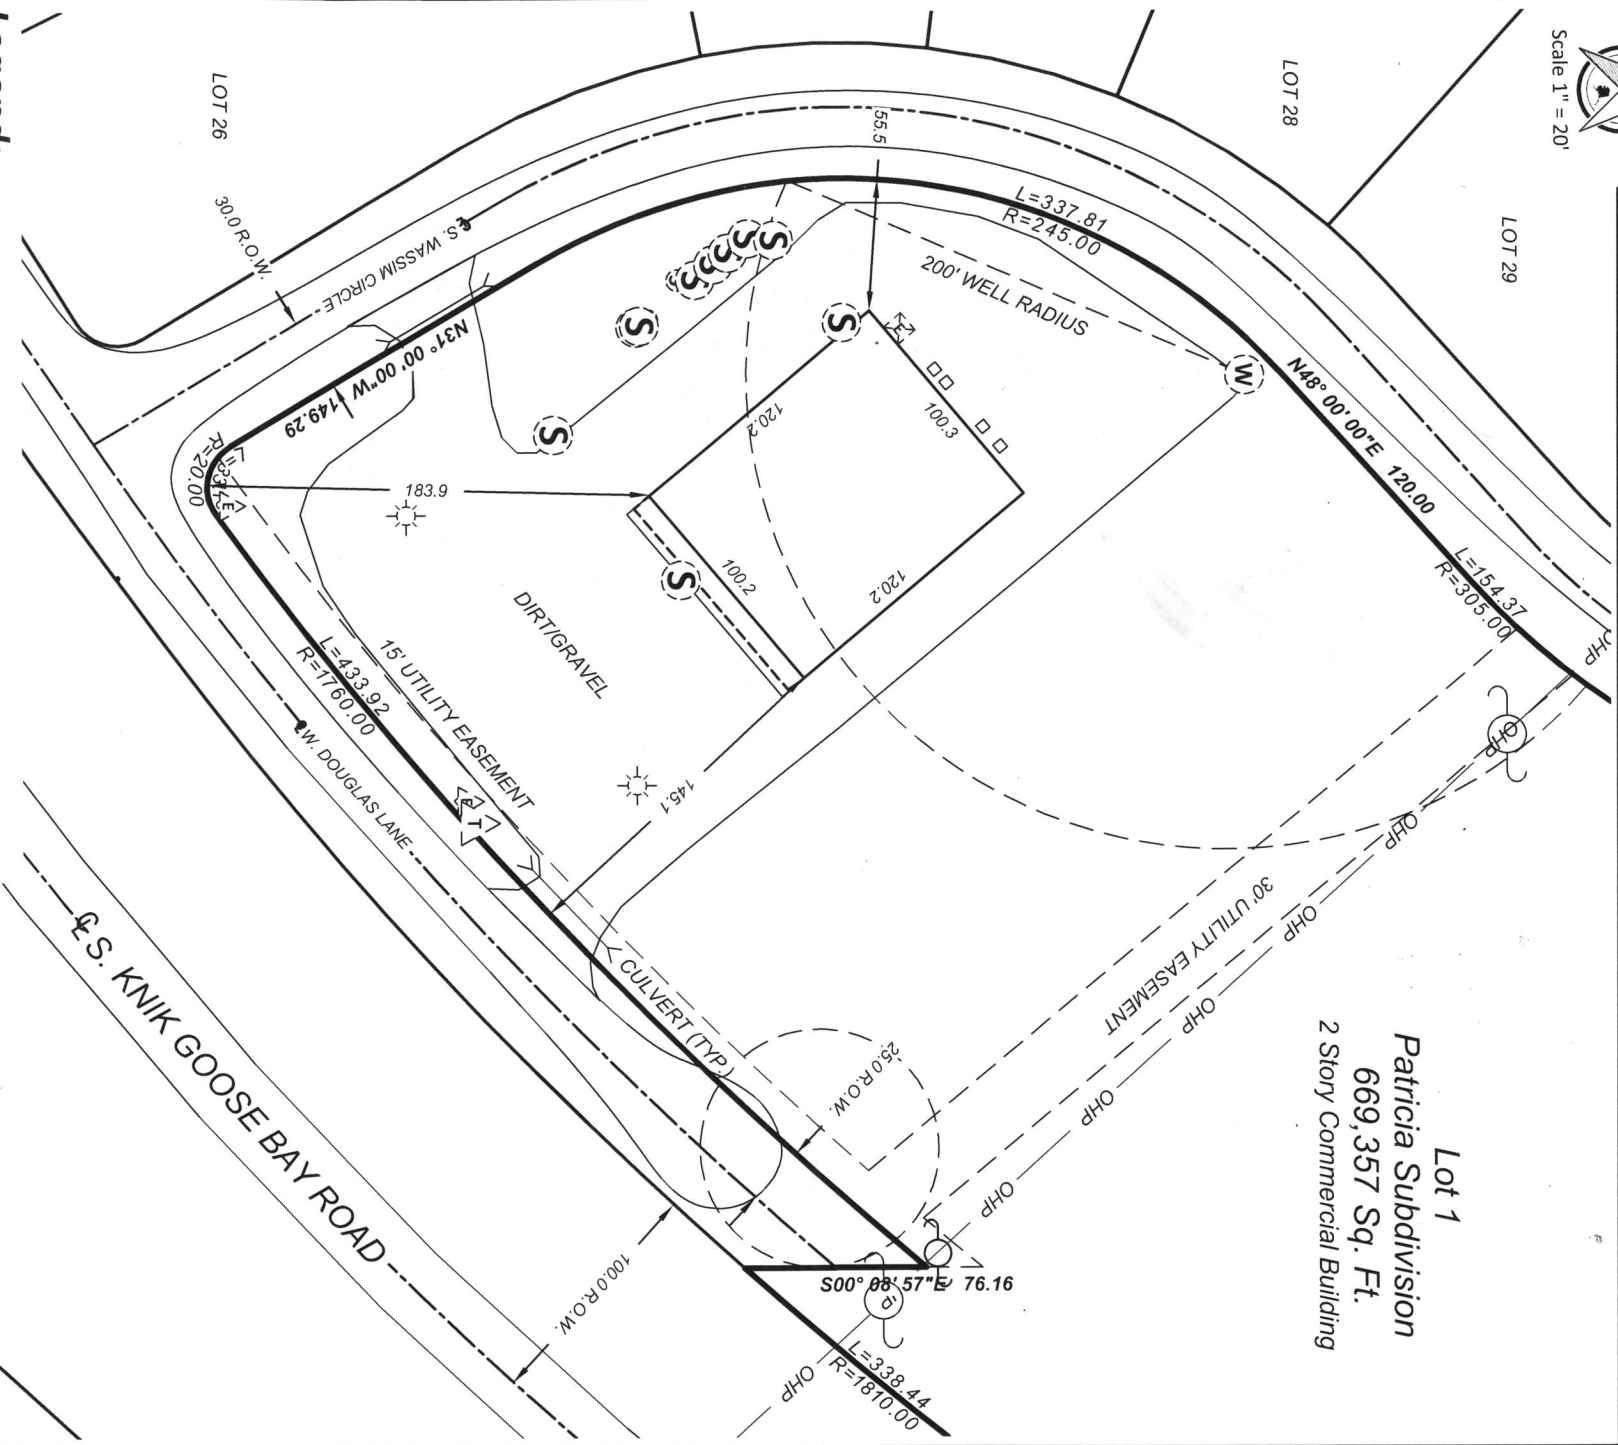 Scale 1" = 20'
LOT 26
LOT 28
LOT 29
55.5
30.0 R.O.W.
℄ S. WASSIM CIRCLE
L=337.81
R=245.00
200' WELL RADIUS
N31° 00' 00"W 149.29
N48° 00' 00"E 120.00
L=154.37
R=305.00
R=20.00
183.9
120.2
100.3
100.2
120.2
145.1
S
S
S
S
S
S
S
W
E
E
E
T
DIRT/GRAVEL
15' UTILITY EASEMENT
L=433.92
R=1760.00
W. DOUGLAS LANE
CULVERT (TYP.)
30' UTILITY EASEMENT
OHP
OHP
OHP
OHP
OHP
OHP
OHP
OHP
25.0 R.O.W.
100.0 R.O.W.
S00° 08' 57"E 76.16
L=338.44
R=1810.00
℄ S. KNIK GOOSE BAY ROAD
Lot 1
Patricia Subdivision
669,357 Sq. Ft.
2 Story Commercial Building